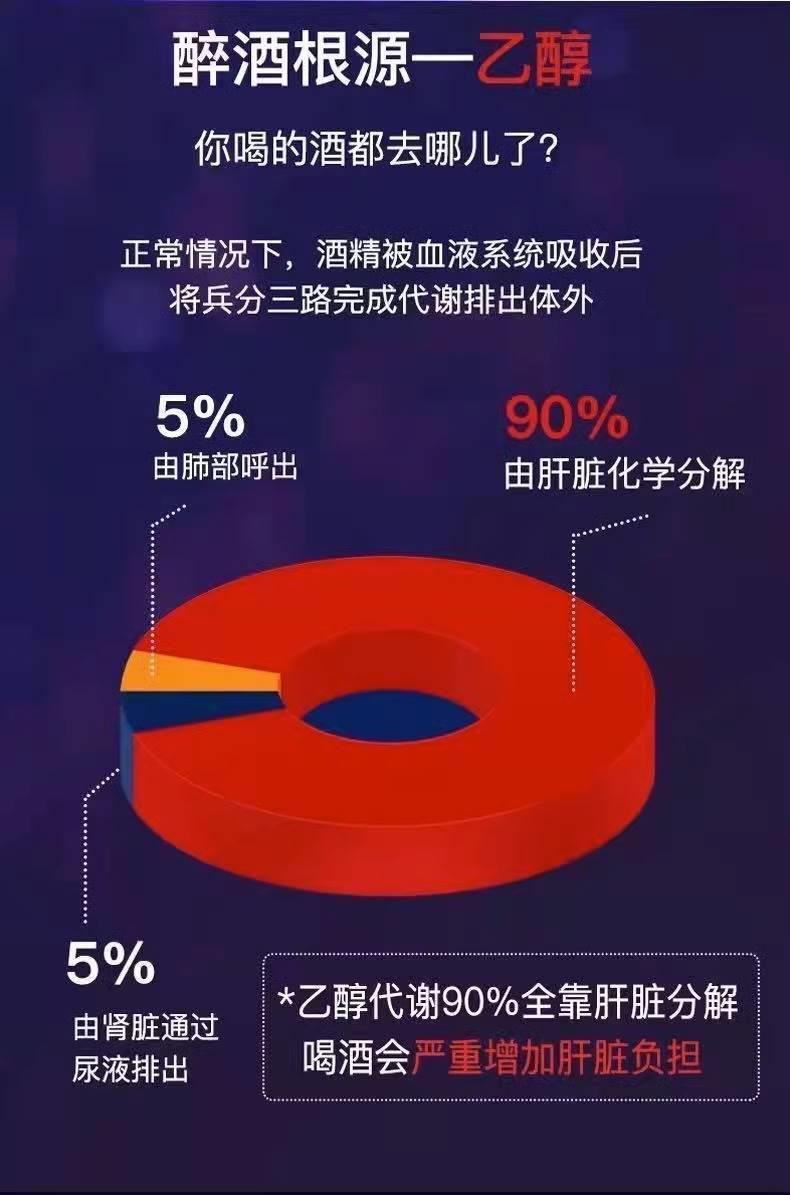 醉酒根源—乙醇
你喝的酒都去哪儿了?
正常情况下，酒精被血液系统吸收后
将兵分三路完成代谢排出体外
5%
由肺部呼出
90%
由肝脏化学分解
5%
由肾脏通过
尿液排出
*乙醇代谢90%全靠肝脏分解
喝酒会严重增加肝脏负担